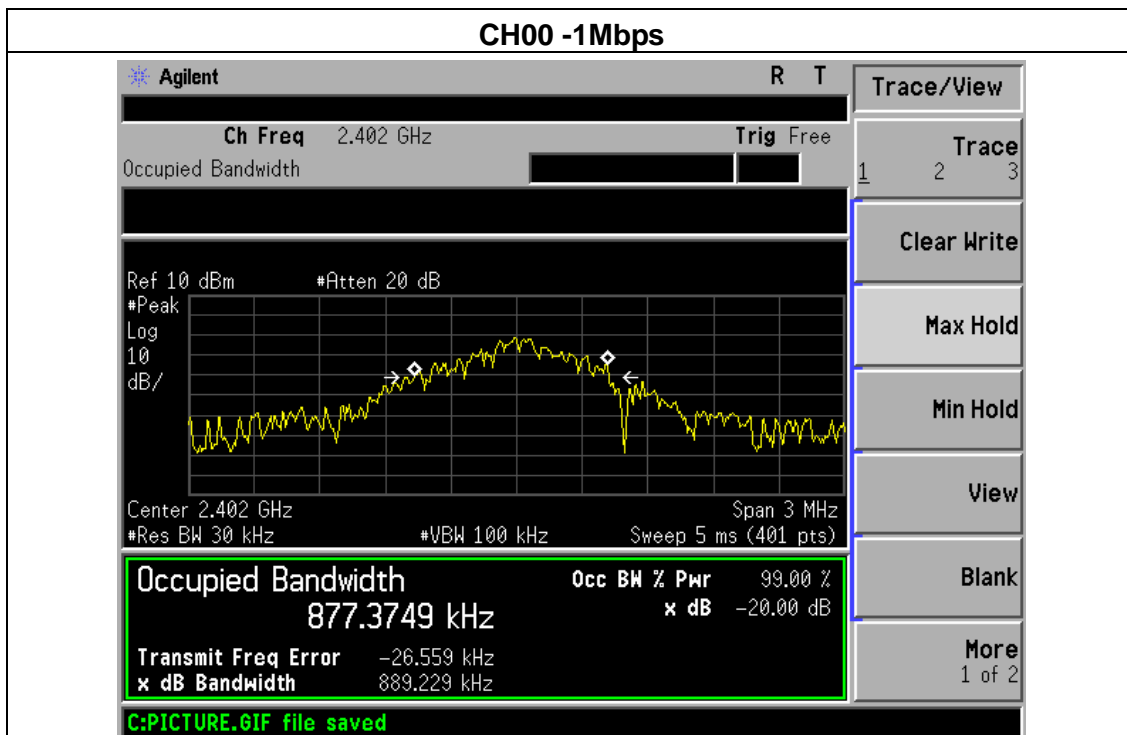 CH00 -1Mbps
Agilent R T
Trace/View
Ch Freq 2.402 GHz Trig Free
Occupied Bandwidth
Trace
1 2 3
Clear Write
Ref 10 dBm #Atten 20 dB
#Peak
Log
10
dB/
Max Hold
Min Hold
View
Center 2.402 GHz Span 3 MHz
#Res BW 30 kHz #VBW 100 kHz Sweep 5 ms (401 pts)
Occupied Bandwidth
877.3749 kHz
Occ BW % Pwr 99.00 %
x dB -20.00 dB
Blank
Transmit Freq Error -26.559 kHz
x dB Bandwidth 889.229 kHz
More
1 of 2
C:PICTURE.GIF file saved